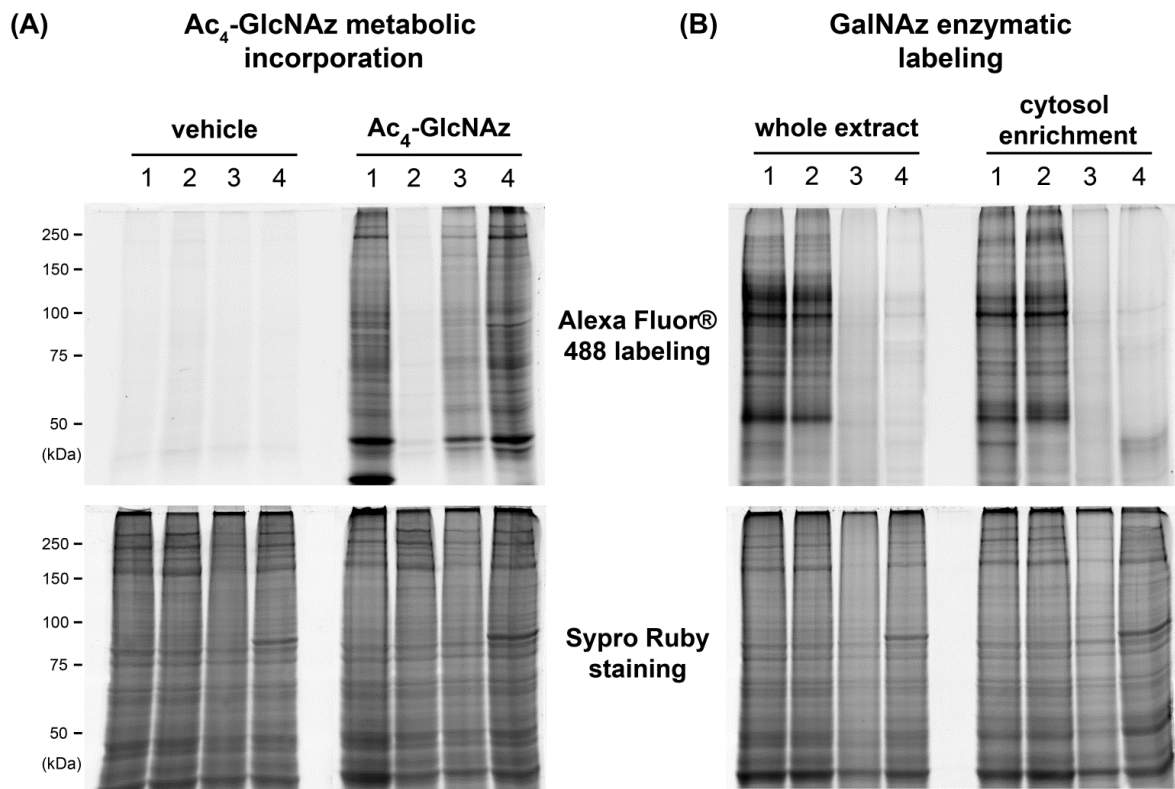 (A)
Ac4-GlcNAz metabolic
incorporation
vehicle
Ac4-GlcNAz
1 2 3 4
1 2 3 4
250
150
100
75
50
(kDa)
250
150
100
75
50
(kDa)
Alexa Fluor®
488 labeling
Sypro Ruby
staining
(B)
GalNAz enzymatic
labeling
whole extract
cytosol
enrichment
1 2 3 4
1 2 3 4